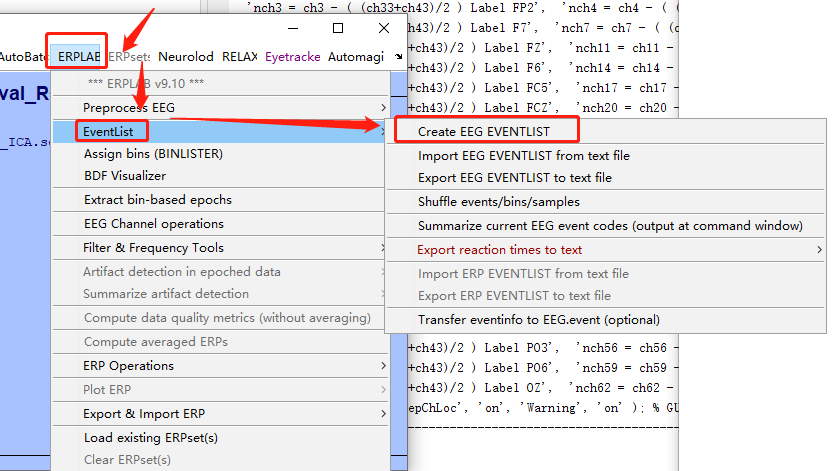 'nch3 = ch3 - ( (ch33+ch43)/2 ) Label FP2', 'nch4 = ch4 - ( (
+ch43)/2 ) Label F7', 'nch7 = ch7 - ( (c
AutoBat ERPLAB ERPsets Neurolod RELAX Eyetracke Automagi
+ch43)/2 ) Label FZ', 'nch11 = ch11 -
*** ERPLAB v9.10 ***
+ch43)/2 ) Label F6', 'nch14 = ch14 -
val_R
Preprocess EEG
+ch43)/2 ) Label FC5', 'nch17 = ch17 -
+ch43)/2 ) Label FCZ', 'nch20 = ch20 -
EventList
Create EEG EVENTLIST
_ICA.s
Assign bins (BINLISTER)
Import EEG EVENTLIST from text file
BDF Visualizer
Export EEG EVENTLIST to text file
Extract bin-based epochs
Shuffle events/bins/samples
EEG Channel operations
Summarize current EEG event codes (output at command window)
Filter & Frequency Tools
Export reaction times to text
Artifact detection in epoched data
Import ERP EVENTLIST from text file
Summarize artifact detection
Export ERP EVENTLIST to text file
Compute data quality metrics (without averaging)
Transfer eventinfo to EEG.event (optional)
Compute averaged ERPs
+ch43)/2 ) Label PO3', 'nch56 = ch56 -
ERP Operations
+ch43)/2 ) Label PO6', 'nch59 = ch59 -
Plot ERP
+ch43)/2 ) Label OZ', 'nch62 = ch62 -
Export & Import ERP
epChLoc', 'on', 'Warning', 'on' ); % GU
Load existing ERPset(s)
Clear ERPset(s)